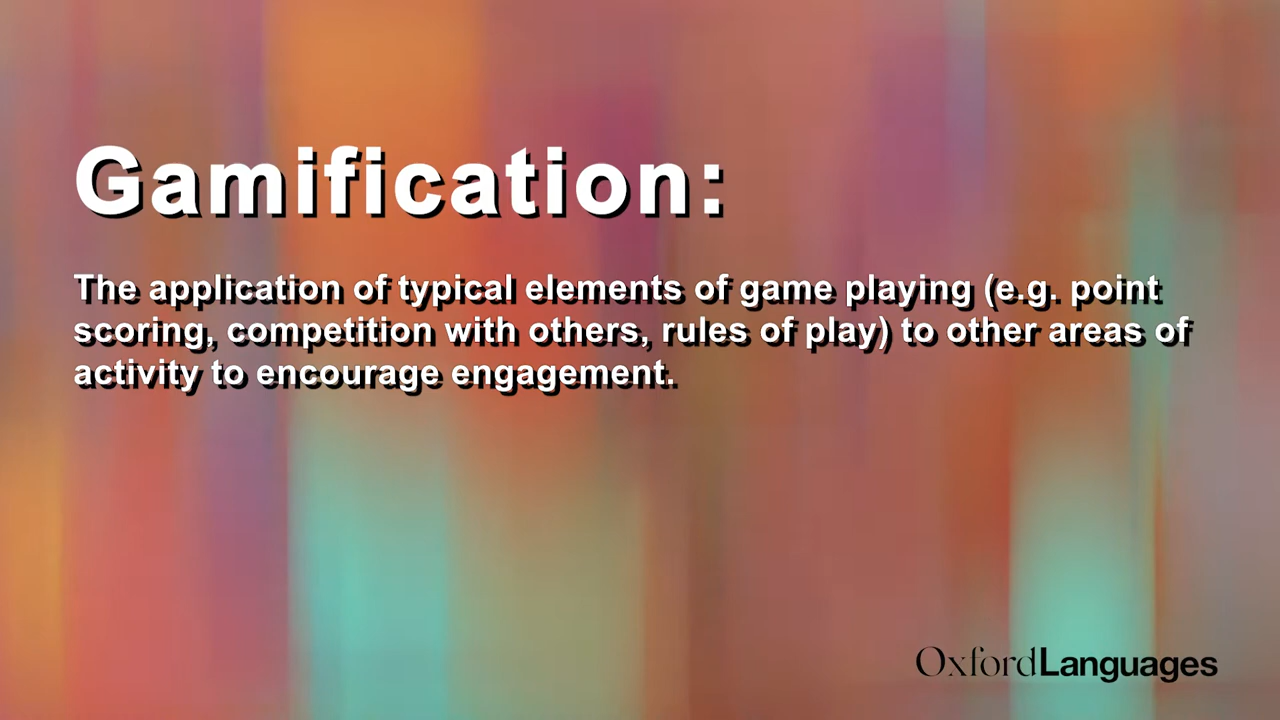 Gamification:
The application of typical elements of game playing (e.g. point
scoring, competition with others, rules of play) to other areas of
activity to encourage engagement.
OxfordLanguages